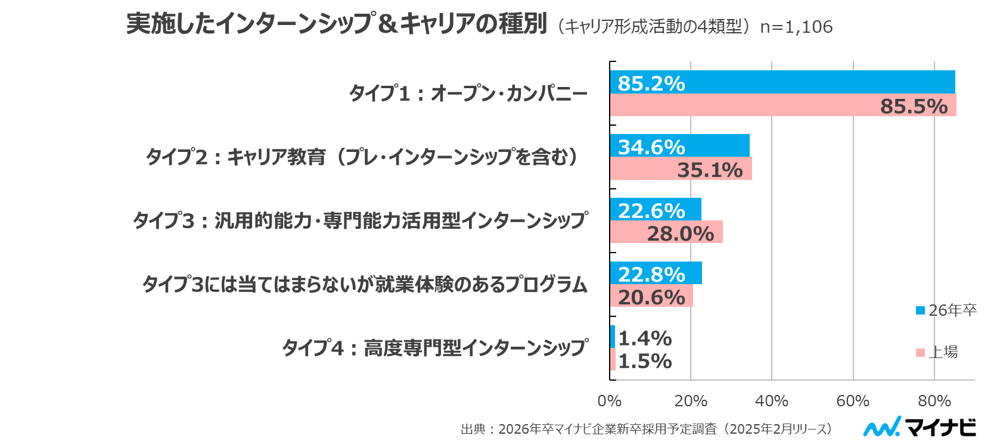 実施したインターンシップ＆キャリアの種別（キャリア形成活動の4類型）n=1,106
タイプ1：オープン・カンパニー
85.2%
85.5%
タイプ2：キャリア教育（プレ・インターンシップを含む）
34.6%
35.1%
タイプ3：汎用的能力・専門能力活用型インターンシップ
22.6%
28.0%
タイプ3には当てはまらないが就業体験のあるプログラム
22.8%
20.6%
タイプ4：高度専門型インターンシップ
1.4%
1.5%
26年卒
上場
0% 20% 40% 60% 80%
出典：2026年卒マイナビ企業新卒採用予定調査（2025年2月リリース）
マイナビ